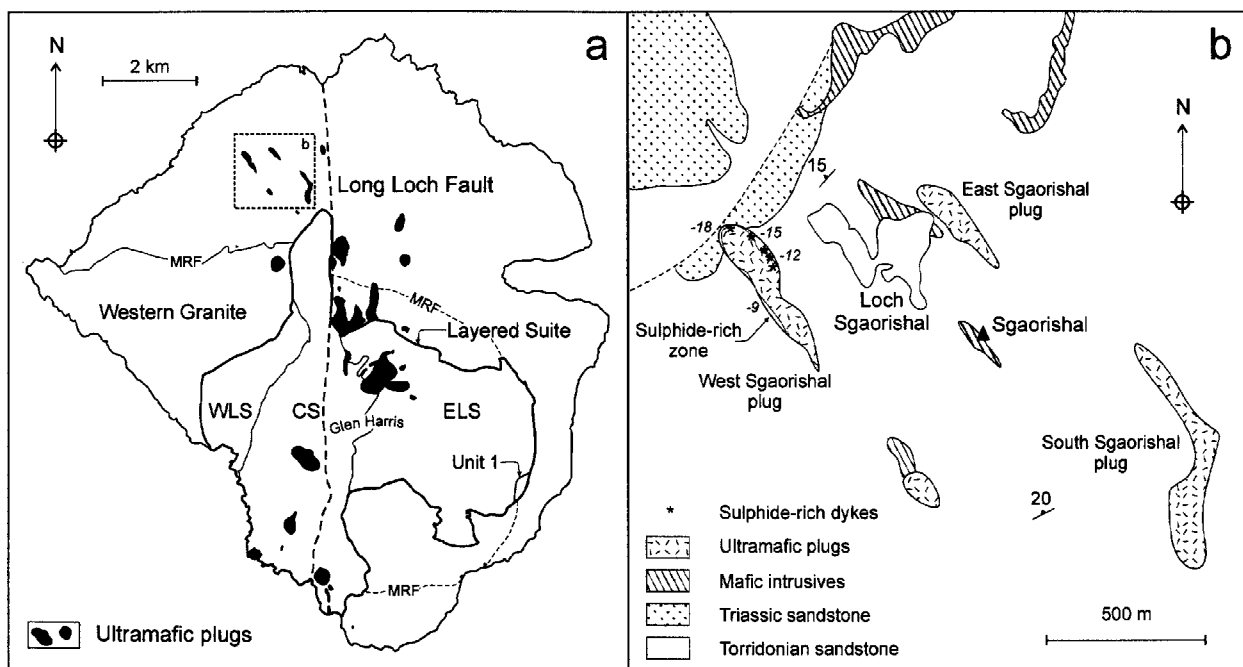 a
N
2 km
b
Long Loch Fault
MRF
Western Granite
MRF
Layered Suite
WLS
CS
ELS
Glen Harris
Unit 1
MRF
Ultramafic plugs
b
N
15
East Sgaorishal
plug
-18
-15
-12
Loch
Sgaorishal
-9
Sulphide-rich
zone
Sgaorishal
West Sgaorishal
plug
South Sgaorishal
plug
20
* Sulphide-rich dykes
Ultramafic plugs
Mafic intrusives
Triassic sandstone
Torridonian sandstone
500 m